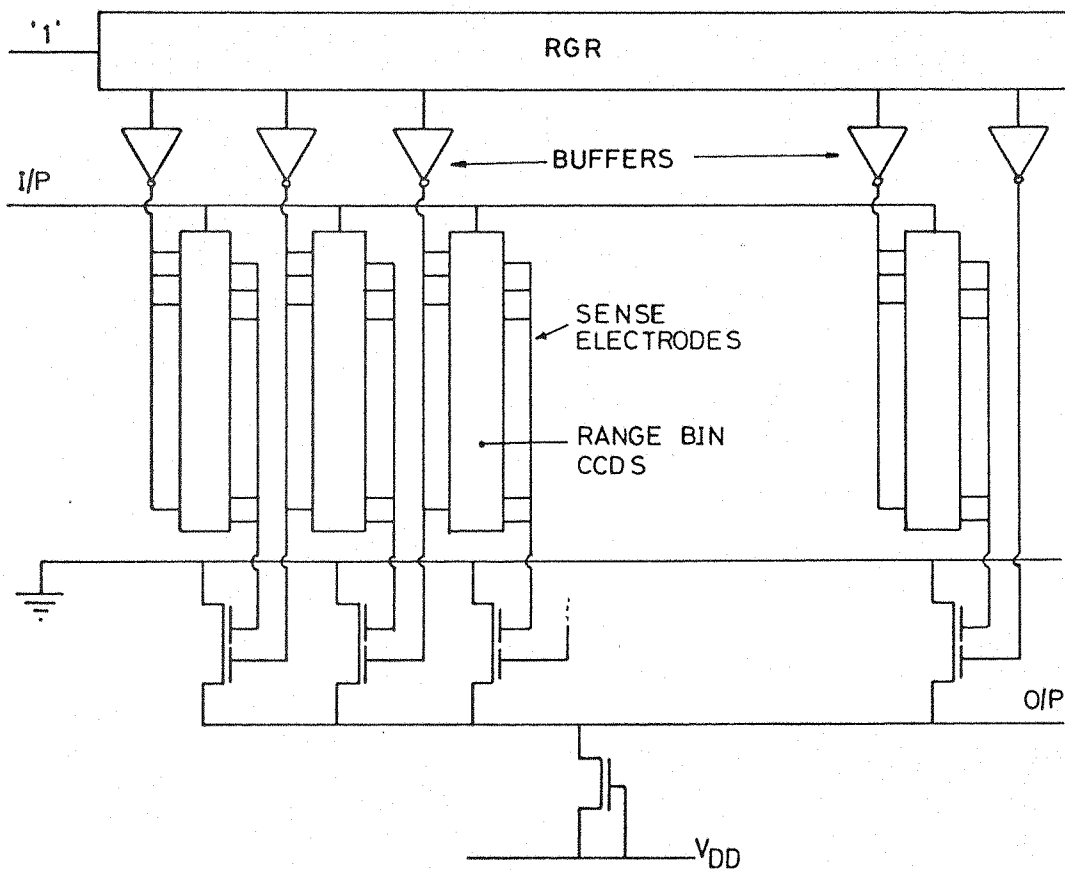 '1'
RGR
BUFFERS
I/P
SENSE
ELECTRODES
RANGE BIN
CCDS
O/P
VDD